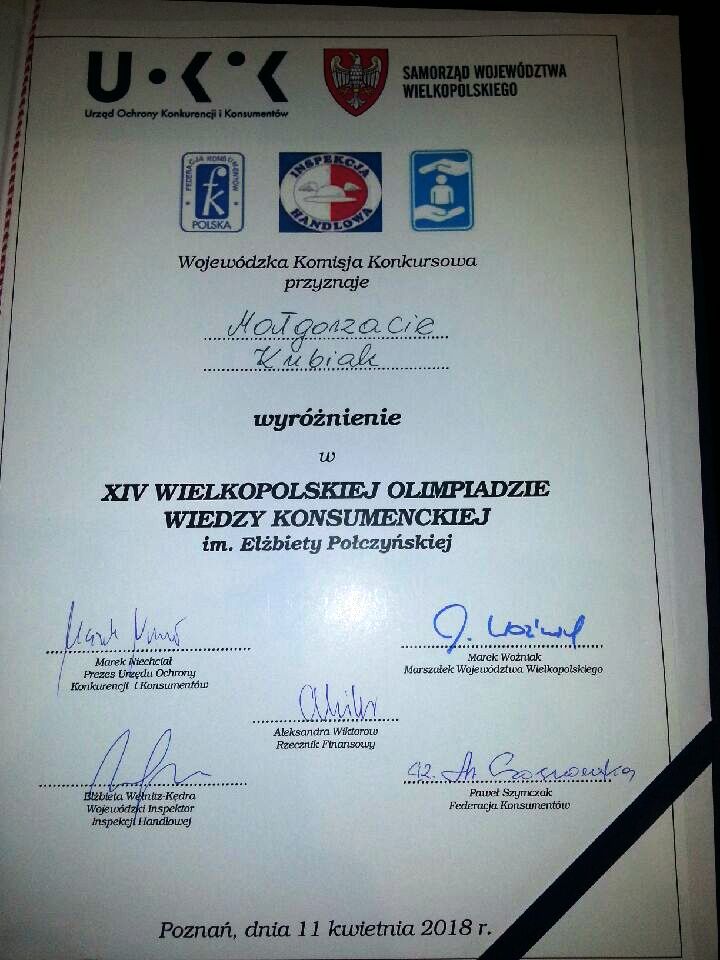 U·K·K
Urząd Ochrony Konkurencji i Konsumentów
SAMORZĄD WOJEWÓDZTWA
WIELKOPOLSKIEGO
FEDERACJA KONSUMENTÓW
fk
POLSKA
INSPEKCJA
HANDLOWA
Wojewódzka Komisja Konkursowa
przyznaje
Małgorzacie
Kubiak
wyróżnienie
w
XIV WIELKOPOLSKIEJ OLIMPIADZIE
WIEDZY KONSUMENCKIEJ
im. Elżbiety Połczyńskiej
Marek Niechciał
Prezes Urzędu Ochrony
Konkurencji i Konsumentów
Marek Woźniak
Marszałek Województwa Wielkopolskiego
Aleksandra Wiktorow
Rzecznik Finansowy
Elżbieta Wełnitz-Kędra
Wojewódzki Inspektor
Inspekcji Handlowej
Paweł Szymczak
Federacja Konsumentów
Poznań, dnia 11 kwietnia 2018 r.